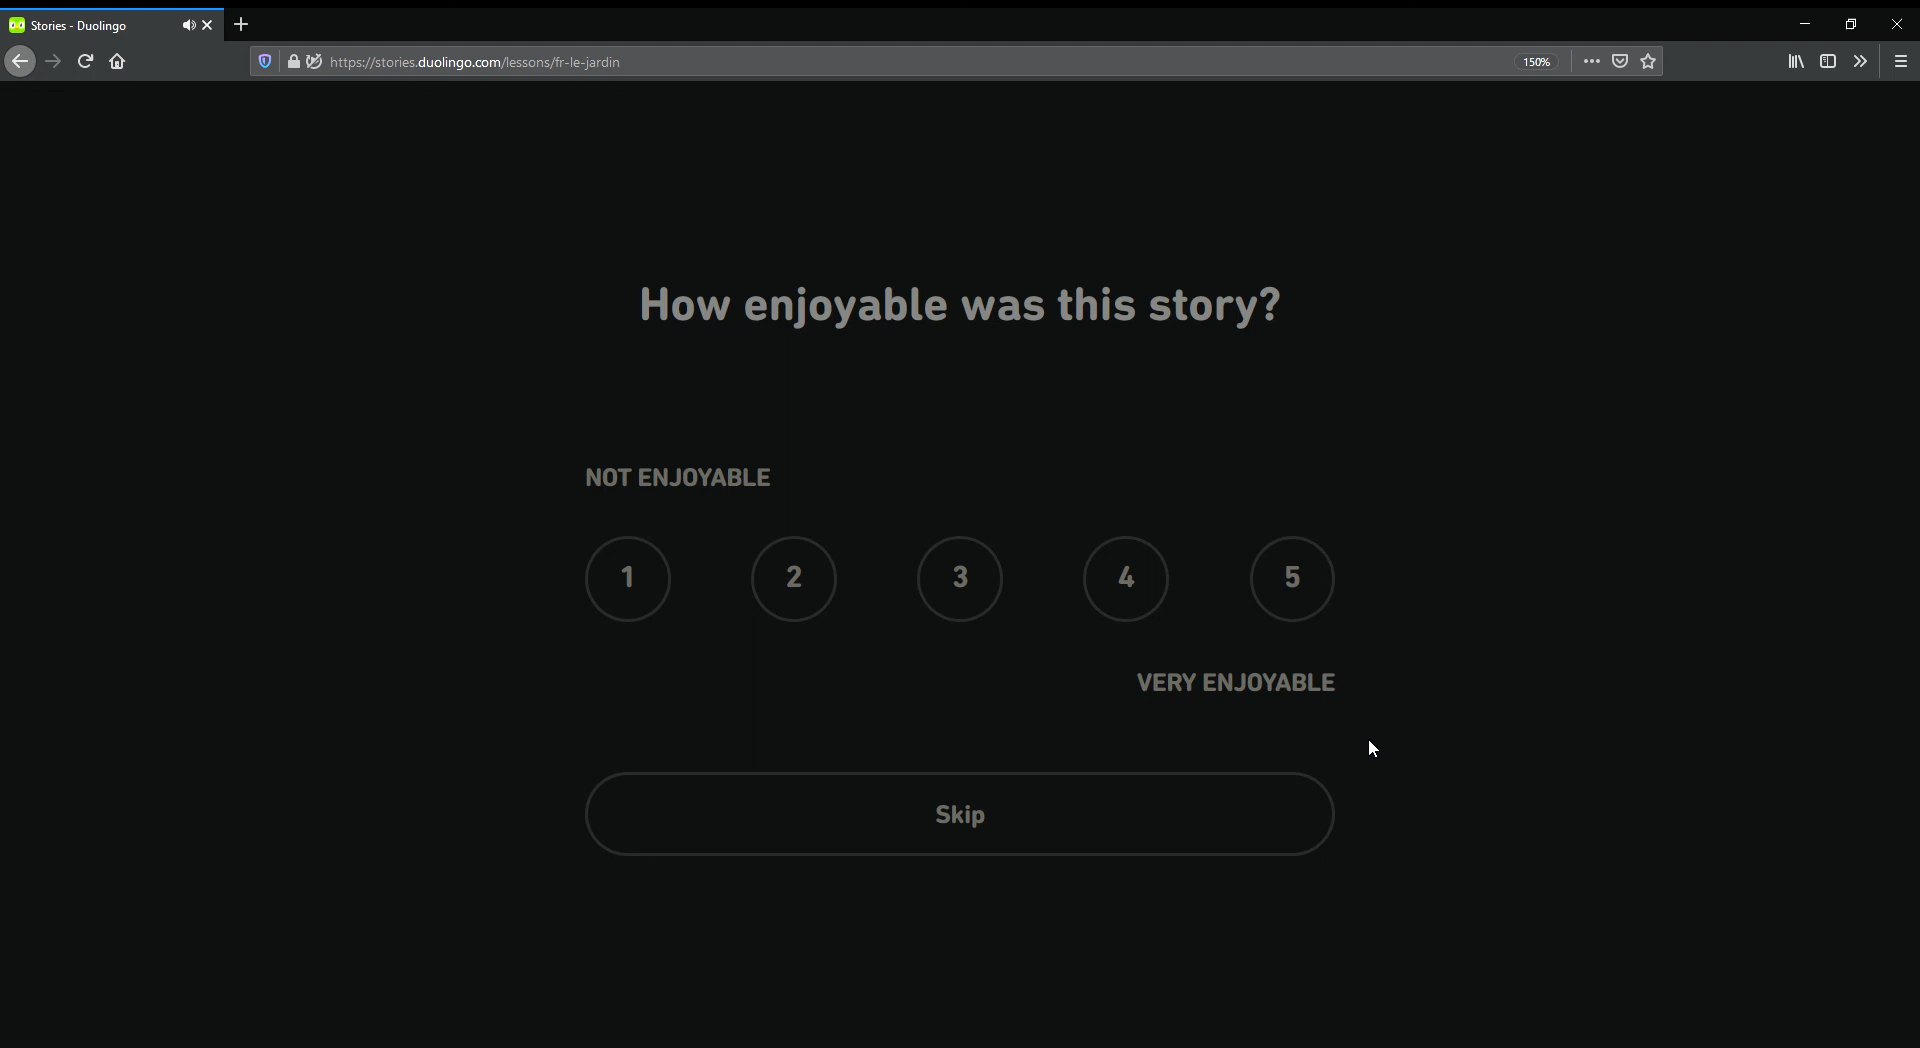 Stories - Duolingo
https://stories.duolingo.com/lessons/fr-le-jardin
150%
How enjoyable was this story?
NOT ENJOYABLE
1 2 3 4 5
VERY ENJOYABLE
Skip